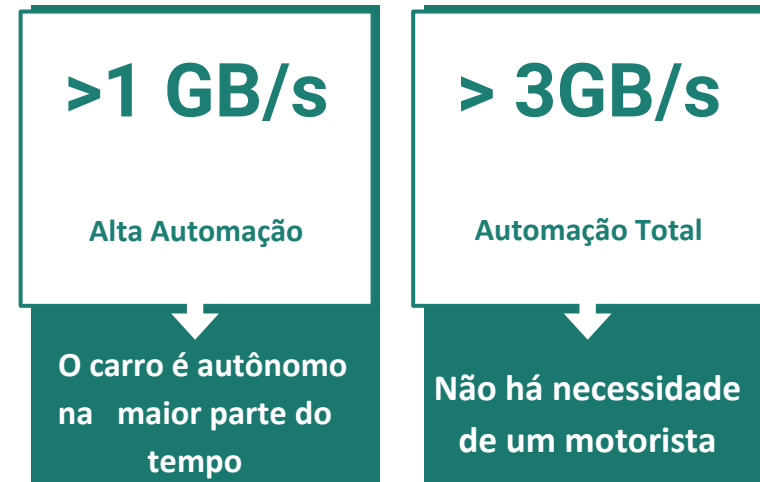 >1 GB/s
Alta Automação
O carro é autônomo
na maior parte do
tempo
> 3GB/s
Automação Total
Não há necessidade
de um motorista